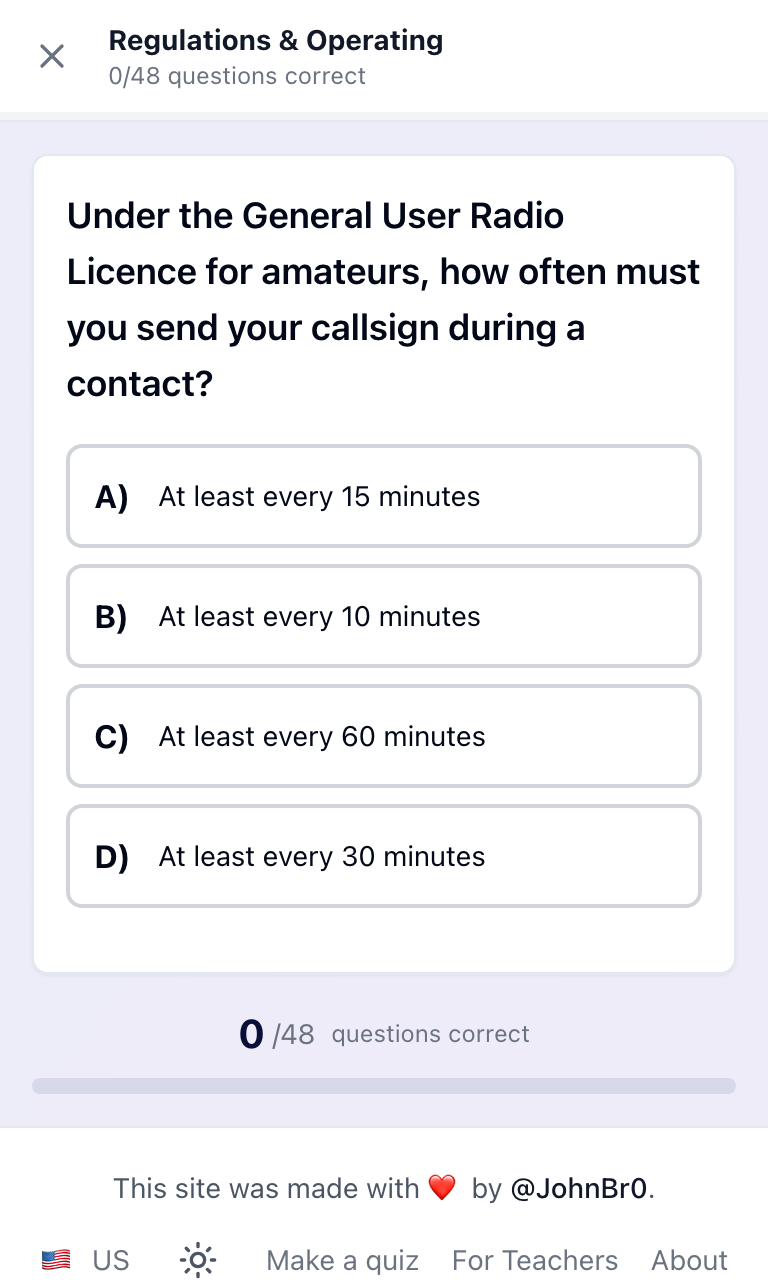 Regulations & Operating
0/48 questions correct
Under the General User Radio
Licence for amateurs, how often must
you send your callsign during a
contact?
A) At least every 15 minutes
B) At least every 10 minutes
C) At least every 60 minutes
D) At least every 30 minutes
0 /48 questions correct
This site was made with ❤️ by @JohnBr0.
🇺🇸 US Make a quiz For Teachers About